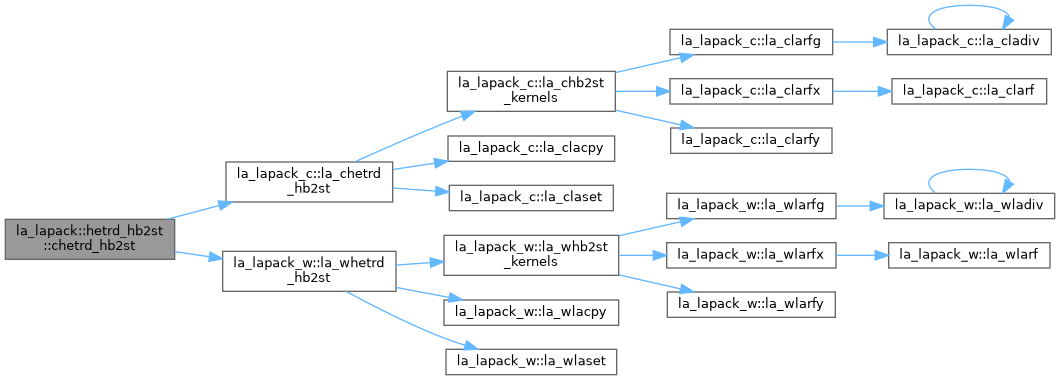 la_lapack::hetrd_hb2st
::chetrd_hb2st
la_lapack_c::la_chetrd
_hb2st
la_lapack_c::la_chb2st
_kernels
la_lapack_c::la_clarfg
la_lapack_c::la_cladiv
la_lapack_c::la_clarfx
la_lapack_c::la_clarf
la_lapack_c::la_clarfy
la_lapack_c::la_clacpy
la_lapack_c::la_claset
la_lapack_w::la_whetrd
_hb2st
la_lapack_w::la_whb2st
_kernels
la_lapack_w::la_wlarfg
la_lapack_w::la_wladiv
la_lapack_w::la_wlarfx
la_lapack_w::la_wlarf
la_lapack_w::la_wlarfy
la_lapack_w::la_wlacpy
la_lapack_w::la_wlaset